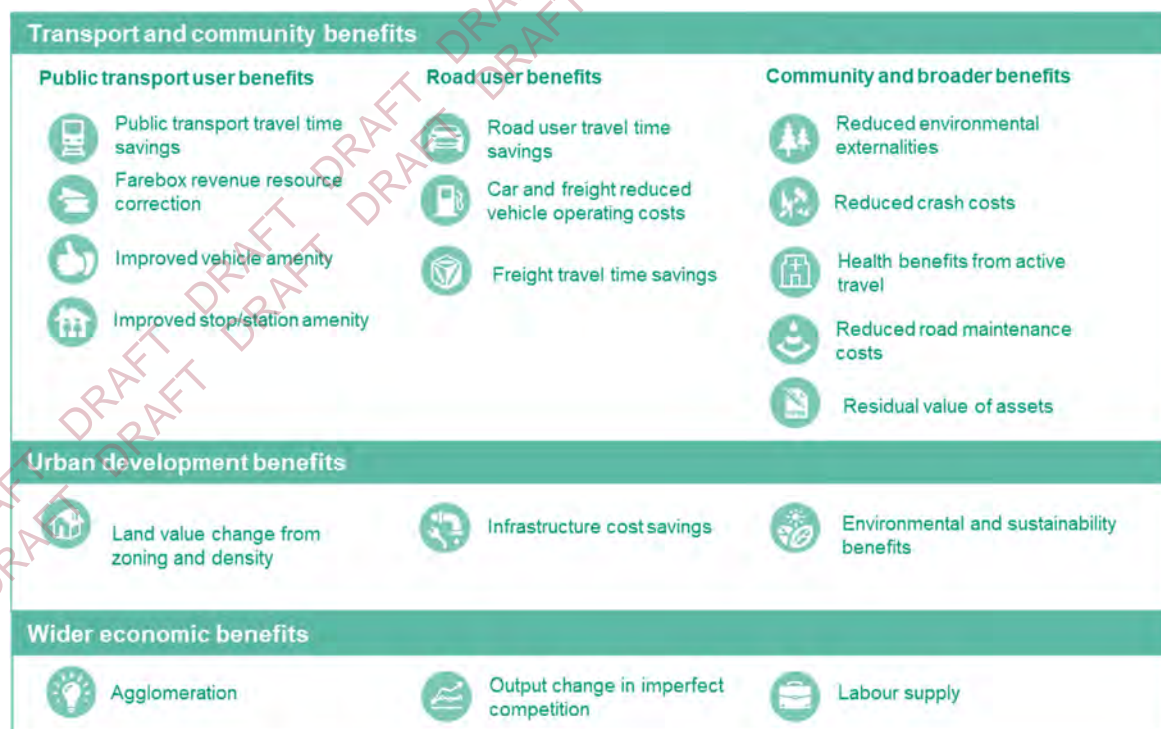 Transport and community benefits
Public transport user benefits
Public transport travel time
savings
Farebox revenue resource
correction
Improved vehicle amenity
Improved stop/station amenity
Road user benefits
Road user travel time
savings
Car and freight reduced
vehicle operating costs
Freight travel time savings
Community and broader benefits
Reduced environmental
externalities
Reduced crash costs
Health benefits from active
travel
Reduced road maintenance
costs
Residual value of assets
Urban development benefits
Land value change from
zoning and density
Infrastructure cost savings
Environmental and sustainability
benefits
Wider economic benefits
Agglomeration
Output change in imperfect
competition
Labour supply
DRAFT DRAFT DRAFT DRAFT DRAFT
DRAFT DRAFT DRAFT DRAFT DRAFT